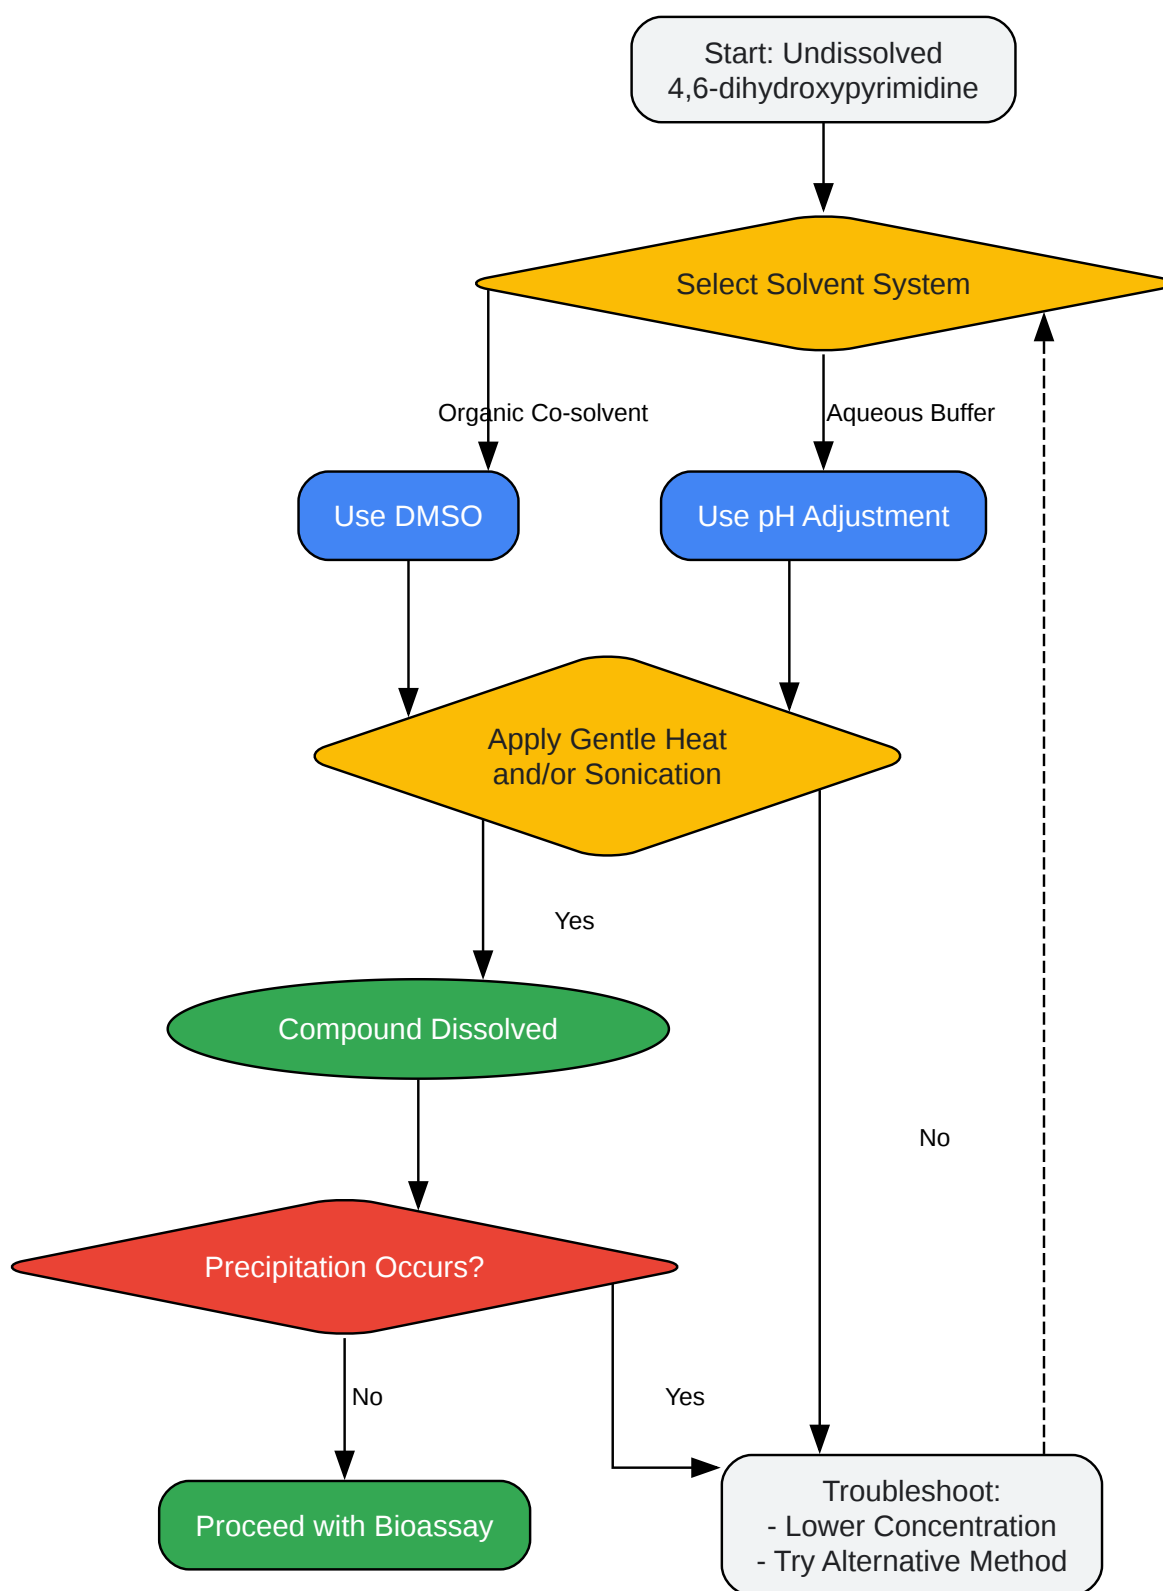 Start: Undissolved
4,6-dihydroxypyrimidine
Select Solvent System
Organic Co-solvent
Aqueous Buffer
Use DMSO
Use pH Adjustment
Apply Gentle Heat
and/or Sonication
Yes
Compound Dissolved
No
Precipitation Occurs?
No
Yes
Troubleshoot:
- Lower Concentration
- Try Alternative Method
Proceed with Bioassay